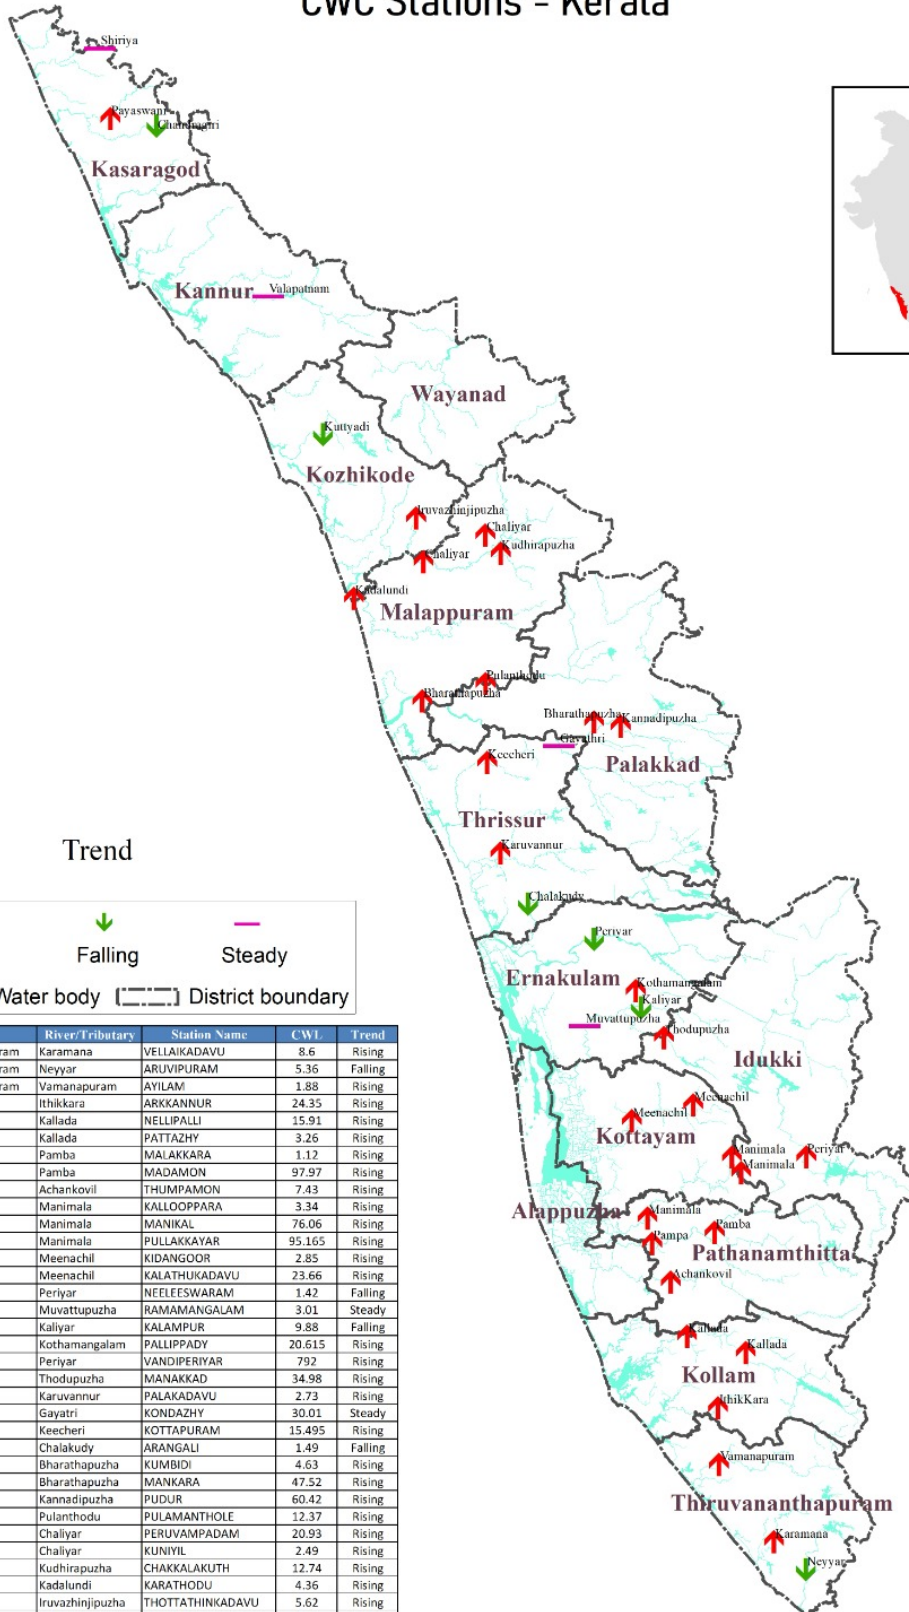 CWC Stations - Kerala
Shiriya
Payaswani
Chandragiri
Kasaragod
Kannur
Valapatnam
Wayanad
Kuttyadi
Kozhikode
Iruvazhinjipuzha
Chaliyar
Kudhirapuzha
Chaliyar
Kadalundi
Malappuram
Pulanthodu
Bharathapuzha
Bharathapuzha
Kannadipuzha
Gayathri
Keecheri
Palakkad
Thrissur
Karuvannur
Chalakudy
Periyar
Ernakulam
Kothamangalam
Kaliyar
Muvattupuzha
Thodupuzha
Idukki
Meenachil
Meenachil
Kottayam
Manimala
Manimala
Periyar
Alappuzha
Manimala
Pamba
Pampa
Pathanamthitta
Achankovil
Kallada
Kallada
Kollam
IthikKara
Vamanapuram
Thiruvananthapuram
Karamana
Neyyar
Trend
Falling Steady
Water body District boundary
River/Tributary Station Name CWL Trend
ram Karamana VELLAIKADAVU 8.6 Rising
ram Neyyar ARUVIPURAM 5.36 Falling
ram Vamanapuram AYILAM 1.88 Rising
Ithikkara ARKKANNUR 24.35 Rising
Kallada NELLIPALLI 15.91 Rising
Kallada PATTAZHY 3.26 Rising
Pamba MALAKKARA 1.12 Rising
Pamba MADAMON 97.97 Rising
Achankovil THUMPAMON 7.43 Rising
Manimala KALLOOPPARA 3.34 Rising
Manimala MANIKAL 76.06 Rising
Manimala PULLAKKAYAR 95.165 Rising
Meenachil KIDANGOOR 2.85 Rising
Meenachil KALATHUKADAVU 23.66 Rising
Periyar NEELEESWARAM 1.42 Falling
Muvattupuzha RAMAMANGALAM 3.01 Steady
Kaliyar KALAMPUR 9.88 Falling
Kothamangalam PALLIPPADY 20.615 Rising
Periyar VANDIPERIYAR 792 Rising
Thodupuzha MANAKKAD 34.98 Rising
Karuvannur PALAKADAVU 2.73 Rising
Gayatri KONDAZHY 30.01 Steady
Keecheri KOTTAPURAM 15.495 Rising
Chalakudy ARANGALI 1.49 Falling
Bharathapuzha KUMBIDI 4.63 Rising
Bharathapuzha MANKARA 47.52 Rising
Kannadipuzha PUDUR 60.42 Rising
Pulanthodu PULAMANTHOLE 12.37 Rising
Chaliyar PERUVAMPADAM 20.93 Rising
Chaliyar KUNIYIL 2.49 Rising
Kudhirapuzha CHAKKALAKUTH 12.74 Rising
Kadalundi KARATHODU 4.36 Rising
Iruvazhinjipuzha THOTTATHINKADAVU 5.62 Rising